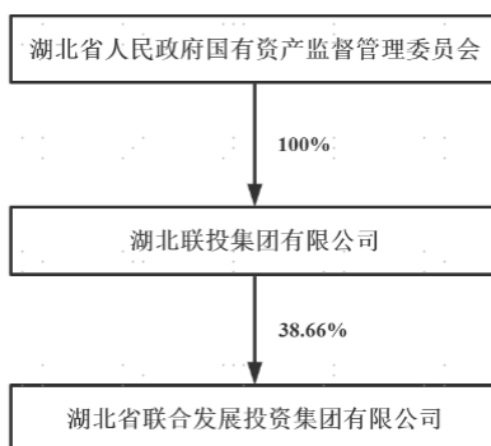 湖北省人民政府国有资产监督管理委员会
100%
湖北联投集团有限公司
38.66%
湖北省联合发展投资集团有限公司